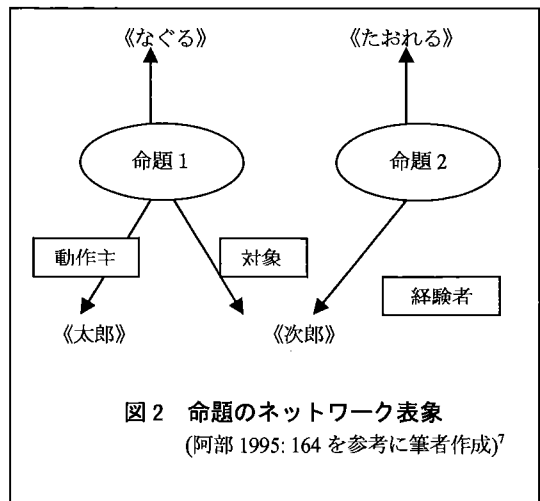 《なぐる》 《たおれる》
命題1 命題2
動作主 対象 経験者
《太郎》 《次郎》
図2 命題のネットワーク表象
(阿部 1995: 164 を参考に筆者作成)7